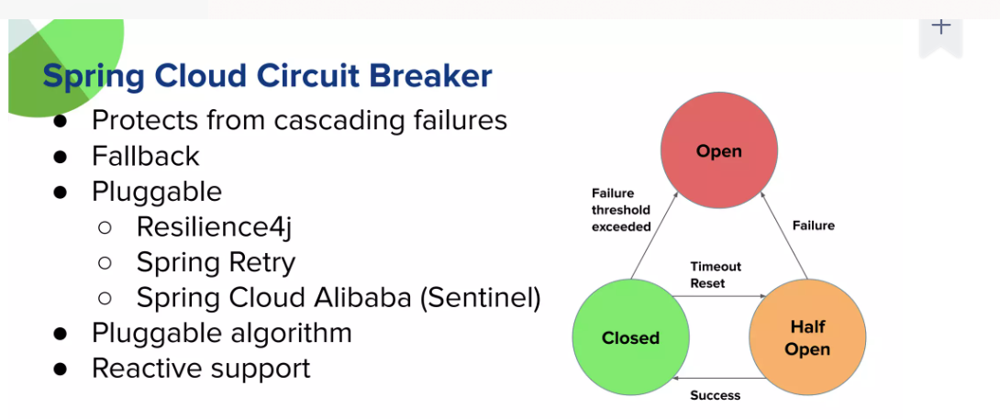 Spring Cloud Circuit Breaker
● Protects from cascading failures
● Fallback
● Pluggable
○ Resilience4j
○ Spring Retry
○ Spring Cloud Alibaba (Sentinel)
● Pluggable algorithm
● Reactive support
Open
Failure
threshold
exceeded
Failure
Timeout
Reset
Closed
Half
Open
Success